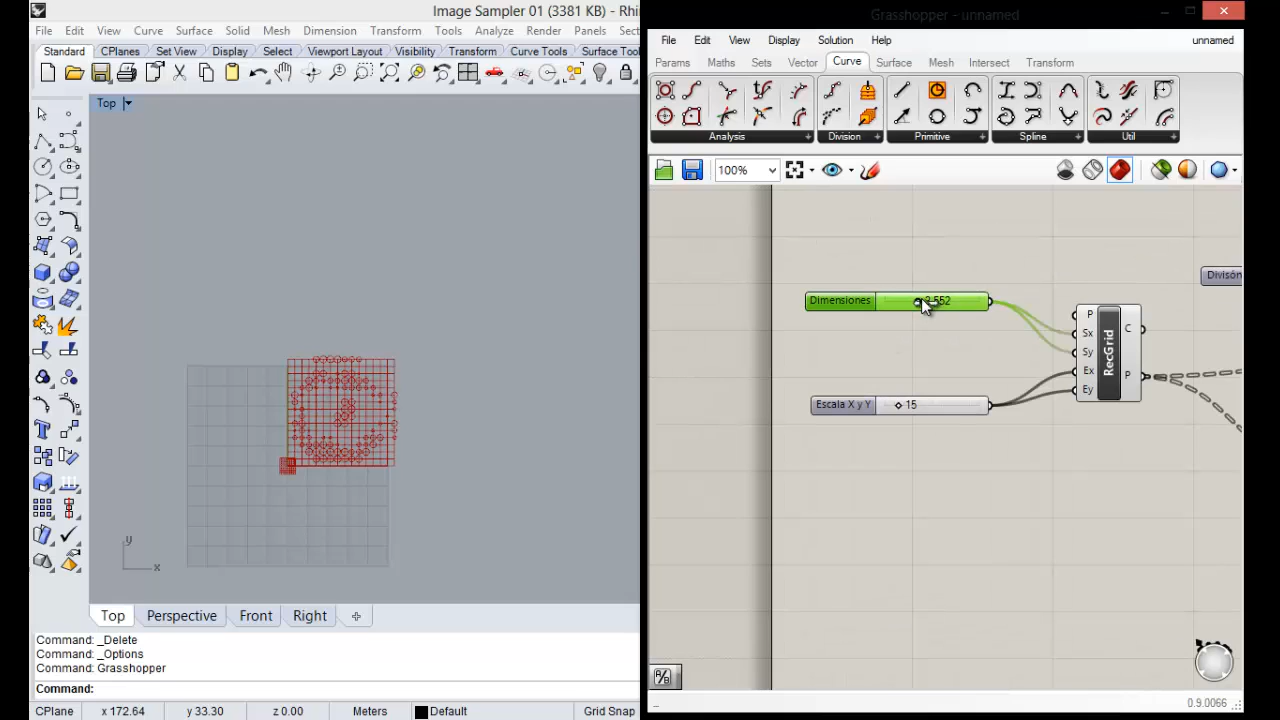 Image Sampler 01 (3381 KB) - Rhi
File Edit View Curve Surface Solid Mesh Dimension Transform Tools Analyze Render Panels
Standard CPlanes Set View Display Select Viewport Layout Visibility Transform Curve Tools Surface Too
Top
Top Perspective Front Right
Command: _Delete
Command: _Options
Command: Grasshopper
Command:
CPlane x 172.64 y 33.30 z 0.00 Meters Default Grid Snap
Grasshopper - unnamed
File Edit View Display Solution Help unnamed
Params Maths Sets Vector Curve Surface Mesh Intersect Transform
Analysis Division Primitive Spline Util
100%
Divisón
Dimensiones
P
Sx
Sy
Ex
Ey
RecGrid
C
P
Escala X y Y 15
0.9.0066